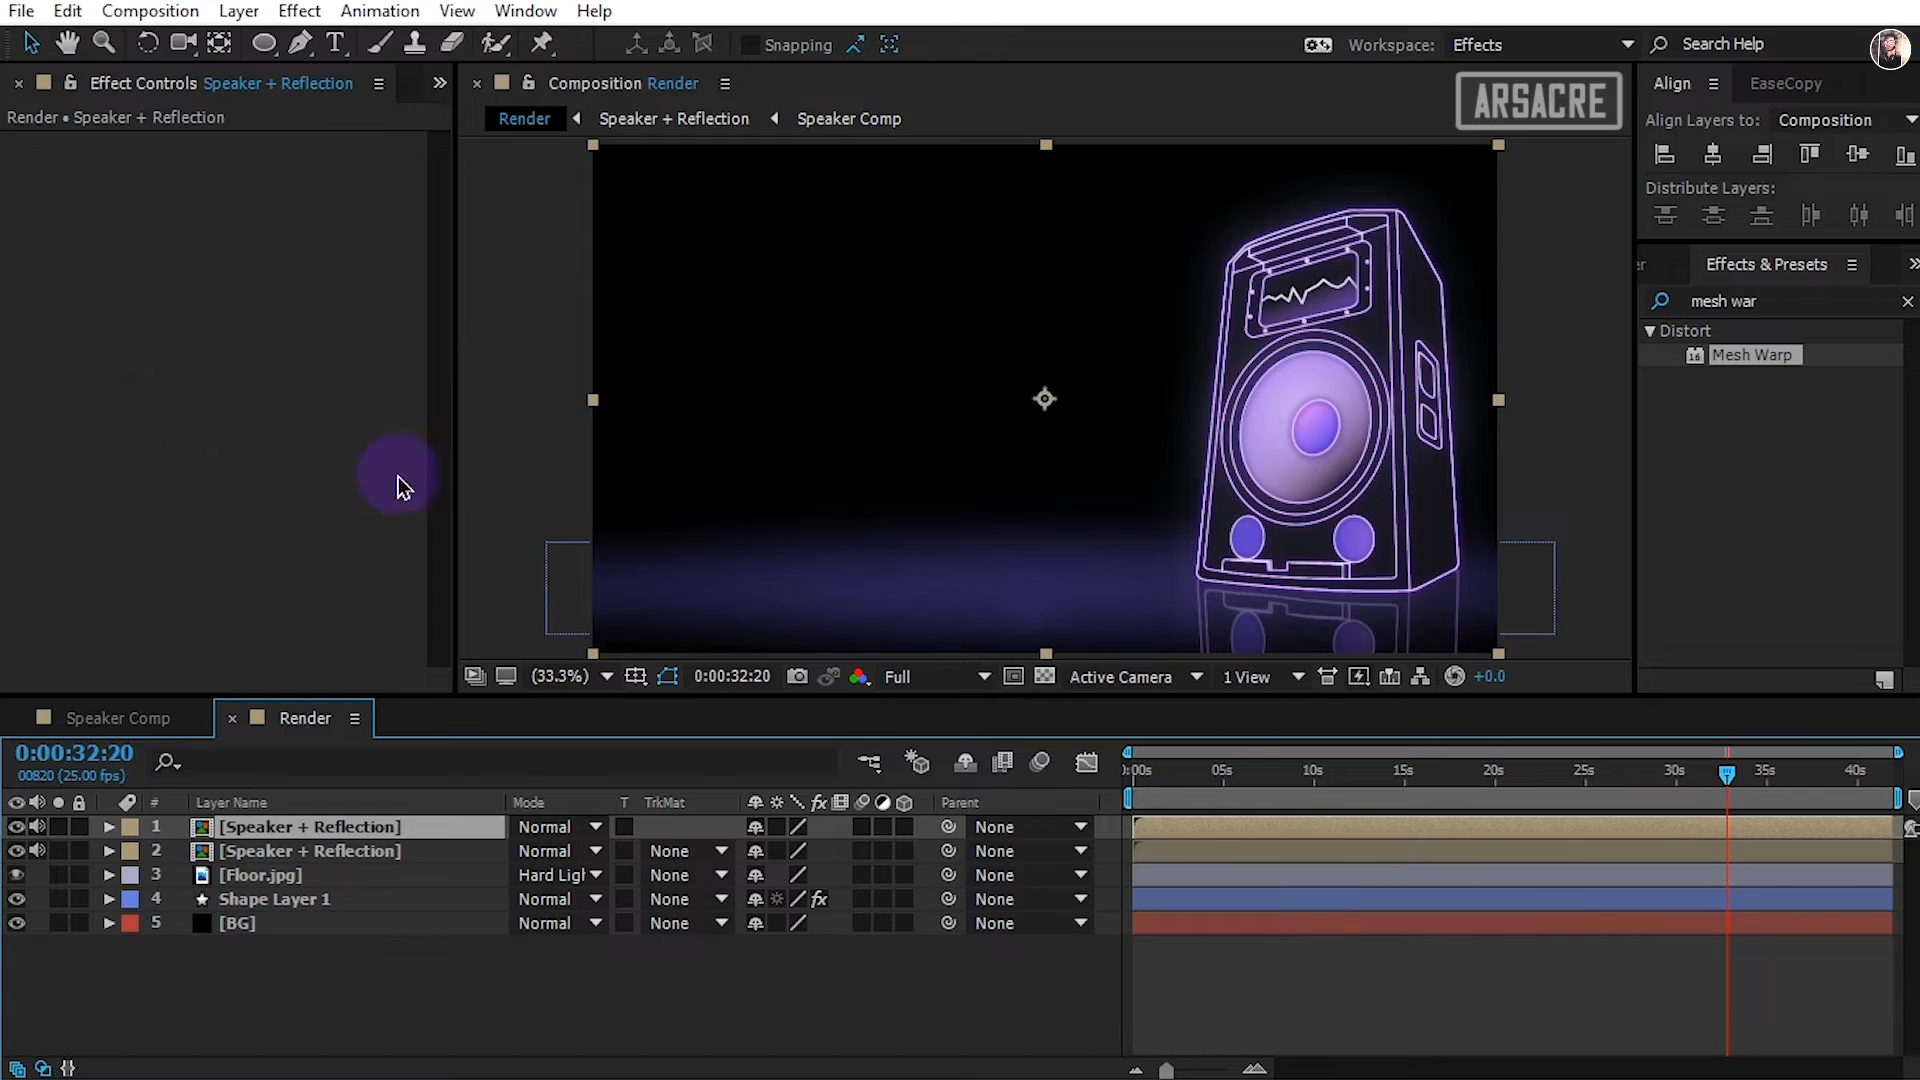 File Edit Composition Layer Effect Animation View Window Help
Snapping Workspace: Effects Search Help
Effect Controls Speaker + Reflection
Composition Render
Align EaseCopy
Render • Speaker + Reflection
Render Speaker + Reflection Speaker Comp
ARSACRE
Align Layers to: Composition
Distribute Layers:
Effects & Presets
mesh war
Distort
16 Mesh Warp
(33.3%) 0:00:32:20 Full Active Camera 1 View +0.0
Speaker Comp Render
0:00:32:20
00820 (25.00 fps)
:00s 05s 10s 15s 20s 25s 30s 35s 40s
# Layer Name Mode T TrkMat fx Parent
1 [Speaker + Reflection] Normal None
2 [Speaker + Reflection] Normal None None
3 [Floor.jpg] Hard Ligh None None
4 Shape Layer 1 Normal None fx None
5 [BG] Normal None None